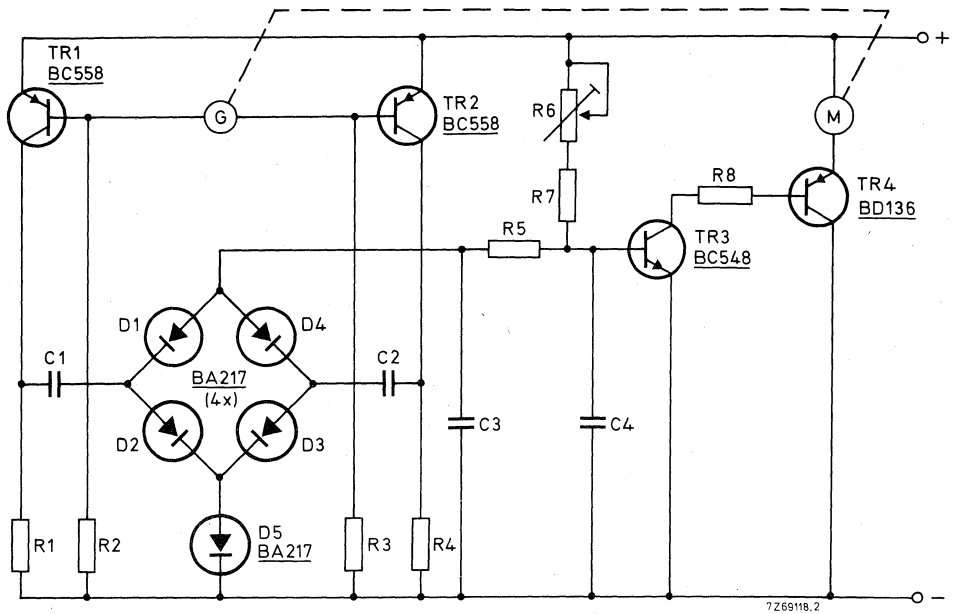 TR1
BC558
+
G
TR2
BC558
R6
M
R7
R8
TR4
BD136
R5
TR3
BC548
D1
D4
C1
BA217
(4x)
C2
D2
D3
C3
C4
R1
R2
D5
BA217
R3
R4
-
7Z69118.2